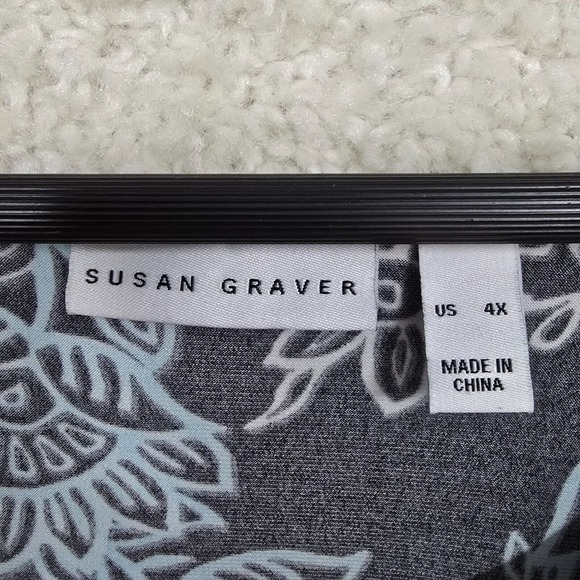 SUSAN GRAVER
US 4X
MADE IN
CHINA